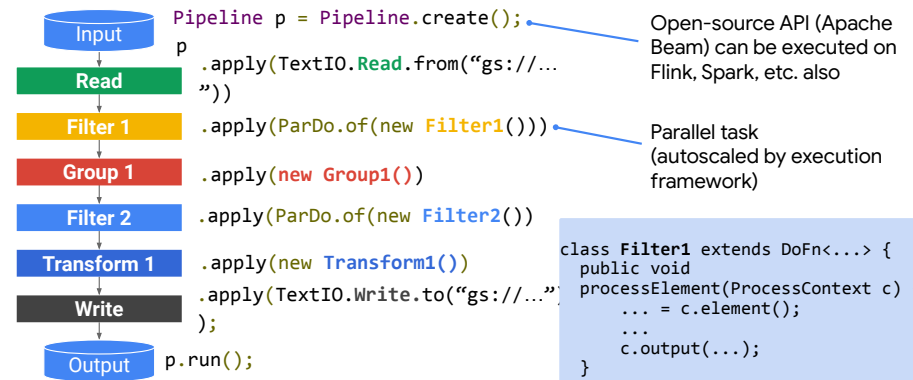 Input
Read
Filter 1
Group 1
Filter 2
Transform 1
Write
Output
Pipeline p = Pipeline.create();
p
.apply(TextIO.Read.from(“gs://…
”))
.apply(ParDo.of(new Filter1()))
.apply(new Group1())
.apply(ParDo.of(new Filter2())
.apply(new Transform1())
.apply(TextIO.Write.to(“gs://…”)
);
p.run();
Open-source API (Apache
Beam) can be executed on
Flink, Spark, etc. also
Parallel task
(autoscaled by execution
framework)
class Filter1 extends DoFn<...> {
public void
processElement(ProcessContext c)
... = c.element();
...
c.output(...);
}